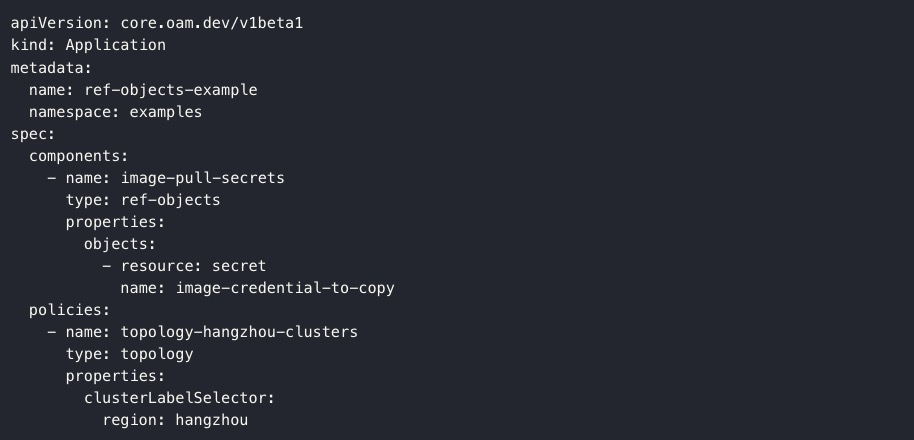 apiVersion: core.oam.dev/v1beta1
kind: Application
metadata:
  name: ref-objects-example
  namespace: examples
spec:
  components:
    - name: image-pull-secrets
      type: ref-objects
      properties:
        objects:
          - resource: secret
            name: image-credential-to-copy
  policies:
    - name: topology-hangzhou-clusters
      type: topology
      properties:
        clusterLabelSelector:
          region: hangzhou